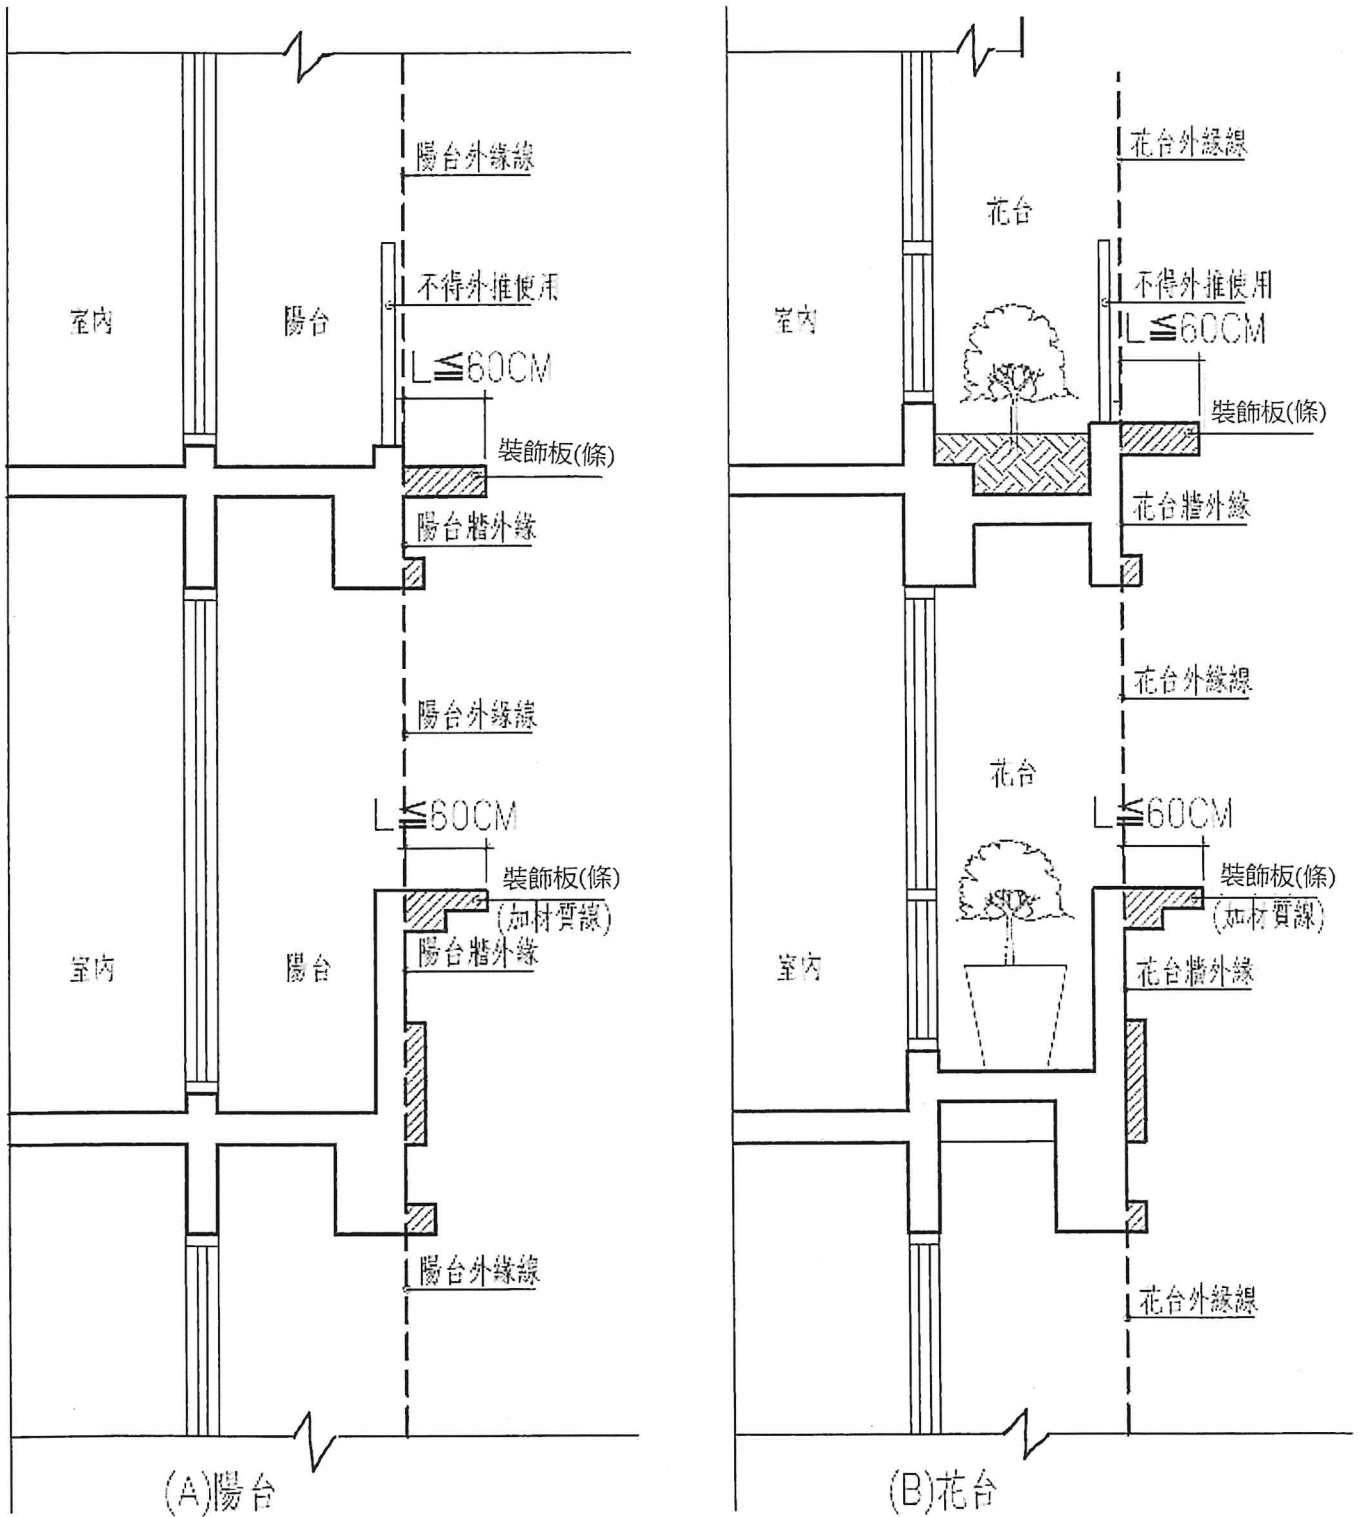 陽台外緣線
不得外推使用
室內
陽台
L≦60CM
裝飾板(條)
陽台牆外緣
陽台外緣線
L≦60CM
裝飾板(條)
(如材質線)
陽台牆外緣
室內
陽台
陽台外緣線
(A)陽台
花台外緣線
花台
不得外推使用
室內
L≦60CM
裝飾板(條)
花台牆外緣
花台外緣線
花台
L≦60CM
裝飾板(條)
(如材質線)
花台牆外緣
室內
花台外緣線
(B)花台